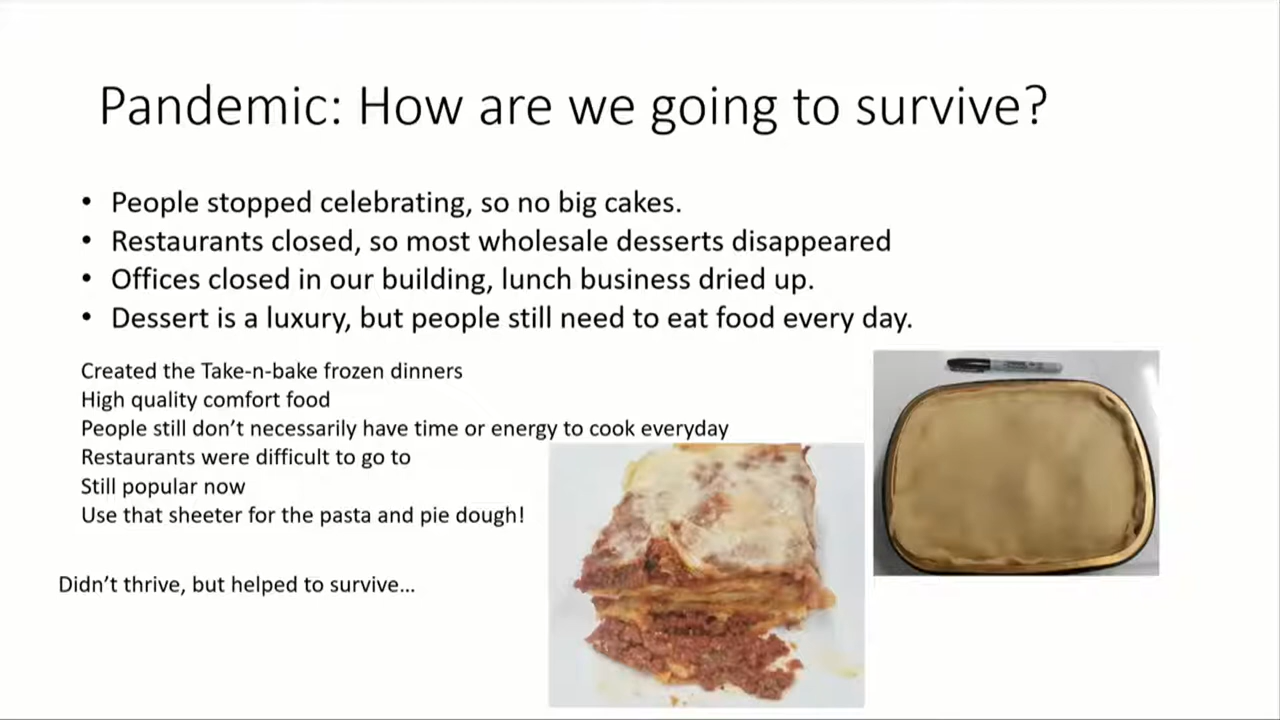 Pandemic: How are we going to survive?
• People stopped celebrating, so no big cakes.
• Restaurants closed, so most wholesale desserts disappeared
• Offices closed in our building, lunch business dried up.
• Dessert is a luxury, but people still need to eat food every day.
Created the Take-n-bake frozen dinners
High quality comfort food
People still don’t necessarily have time or energy to cook everyday
Restaurants were difficult to go to
Still popular now
Use that sheeter for the pasta and pie dough!
Didn’t thrive, but helped to survive…